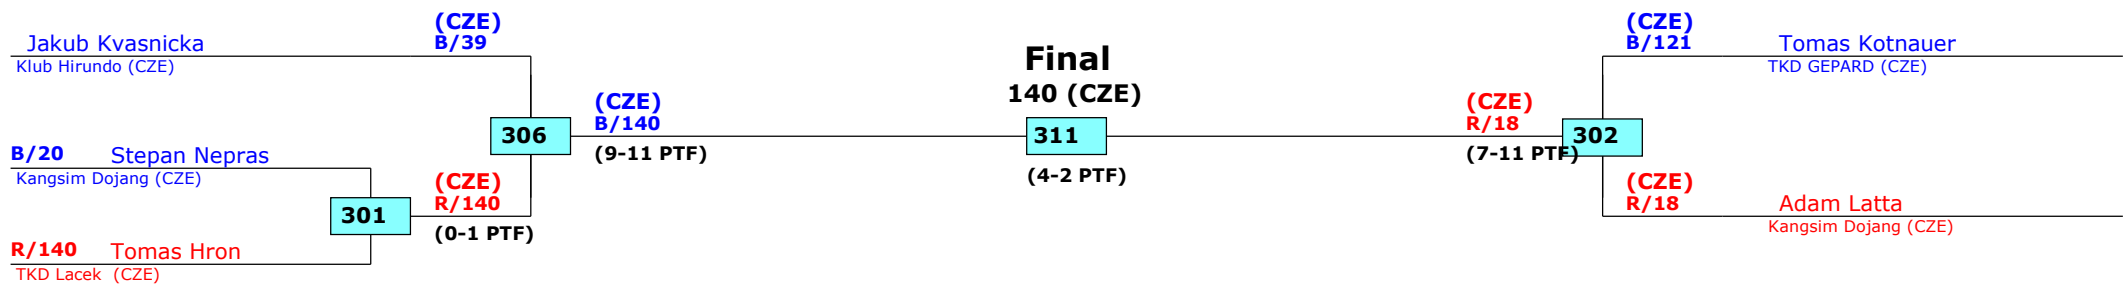 (CZE)
B/39
Jakub Kvasnicka
Klub Hirundo (CZE)
B/20 Stepan Nepras
Kangsim Dojang (CZE)
301
R/140 Tomas Hron
TKD Lacek (CZE)
(CZE)
R/140
(0-1 PTF)
306
(CZE)
B/140
(9-11 PTF)
Final
140 (CZE)
311
(4-2 PTF)
(CZE)
R/18
(7-11 PTF)
302
(CZE)
B/121
Tomas Kotnauer
TKD GEPARD (CZE)
(CZE)
R/18
Adam Latta
Kangsim Dojang (CZE)